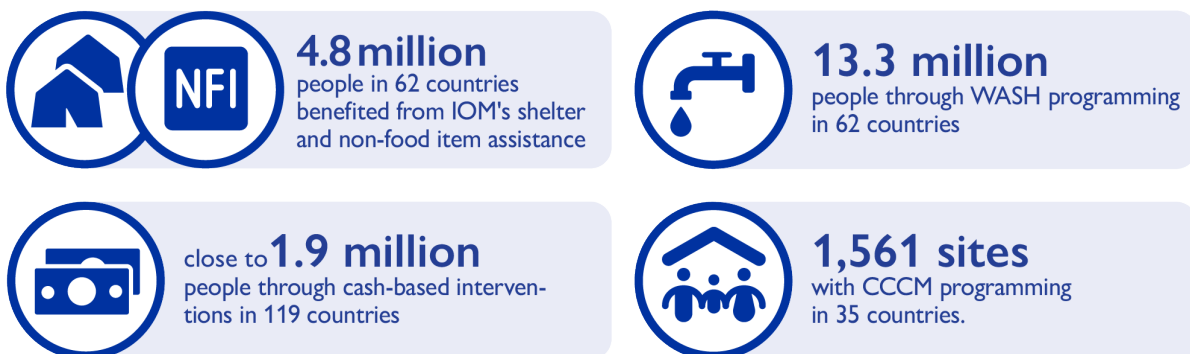 NFI
4.8 million
people in 62 countries
benefited from IOM's shelter
and non-food item assistance
13.3 million
people through WASH programming
in 62 countries
close to 1.9 million
people through cash-based interven-
tions in 119 countries
1,561 sites
with CCCM programming
in 35 countries.